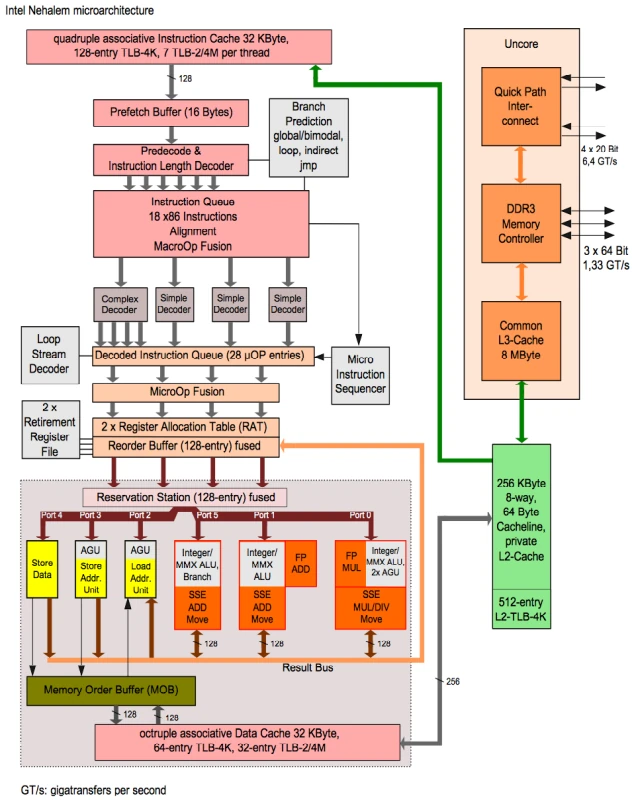 Intel Nehalem microarchitecture
quadruple associative Instruction Cache 32 KByte,
128-entry TLB-4K, 7 TLB-2/4M per thread
128
Prefetch Buffer (16 Bytes)
Predecode &
Instruction Length Decoder
Branch
Prediction
global/bimodal,
loop, indirect
jmp
Instruction Queue
18 x86 Instructions
Alignment
MacroOp Fusion
Complex
Decoder
Simple
Decoder
Simple
Decoder
Simple
Decoder
Loop
Stream
Decoder
Decoded Instruction Queue (28 µOP entries)
Micro
Instruction
Sequencer
MicroOp Fusion
2 x
Retirement
Register
File
2 x Register Allocation Table (RAT)
Reorder Buffer (128-entry) fused
Reservation Station (128-entry) fused
Port 4
Port 3
Port 2
Port 5
Port 1
Port 0
Store
Data
AGU
Store
Addr.
Unit
AGU
Load
Addr.
Unit
Integer/
MMX ALU,
Branch
SSE
ADD
Move
Integer/
MMX
ALU
SSE
ADD
Move
FP
ADD
FP
MUL
Integer/
MMX ALU,
2x AGU
SSE
MUL/DIV
Move
128
128
128
Result Bus
Memory Order Buffer (MOB)
128
128
octruple associative Data Cache 32 KByte,
64-entry TLB-4K, 32-entry TLB-2/4M
256
Uncore
Quick Path
Inter-
connect
4 x 20 Bit
6,4 GT/s
DDR3
Memory
Controller
3 x 64 Bit
1,33 GT/s
Common
L3-Cache
8 MByte
256 KByte
8-way,
64 Byte
Cacheline,
private
L2-Cache
512-entry
L2-TLB-4K
GT/s: gigatransfers per second